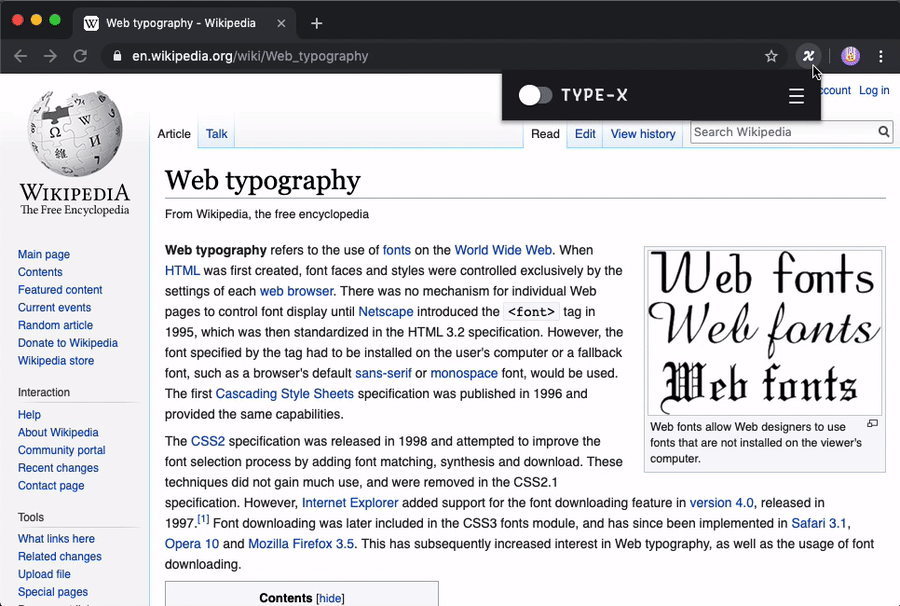 Web typography - Wikipedia
en.wikipedia.org/wiki/Web_typography
TYPE-X
ccount Log in
Article Talk Read Edit View history Search Wikipedia
WIKIPEDIA
The Free Encyclopedia
Main page
Contents
Featured content
Current events
Random article
Donate to Wikipedia
Wikipedia store
Interaction
Help
About Wikipedia
Community portal
Recent changes
Contact page
Tools
What links here
Related changes
Upload file
Special pages
Web typography
From Wikipedia, the free encyclopedia
Web typography refers to the use of fonts on the World Wide Web. When
HTML was first created, font faces and styles were controlled exclusively by the
settings of each web browser. There was no mechanism for individual Web
pages to control font display until Netscape introduced the <font> tag in
1995, which was then standardized in the HTML 3.2 specification. However, the
font specified by the tag had to be installed on the user's computer or a fallback
font, such as a browser's default sans-serif or monospace font, would be used.
The first Cascading Style Sheets specification was published in 1996 and
provided the same capabilities.
The CSS2 specification was released in 1998 and attempted to improve the
font selection process by adding font matching, synthesis and download. These
techniques did not gain much use, and were removed in the CSS2.1
specification. However, Internet Explorer added support for the font downloading feature in version 4.0, released in
1997.[1] Font downloading was later included in the CSS3 fonts module, and has since been implemented in Safari 3.1,
Opera 10 and Mozilla Firefox 3.5. This has subsequently increased interest in Web typography, as well as the usage of font
downloading.
Web fonts
Web fonts
Web fonts
Web fonts allow Web designers to use
fonts that are not installed on the viewer's
computer.
Contents [hide]